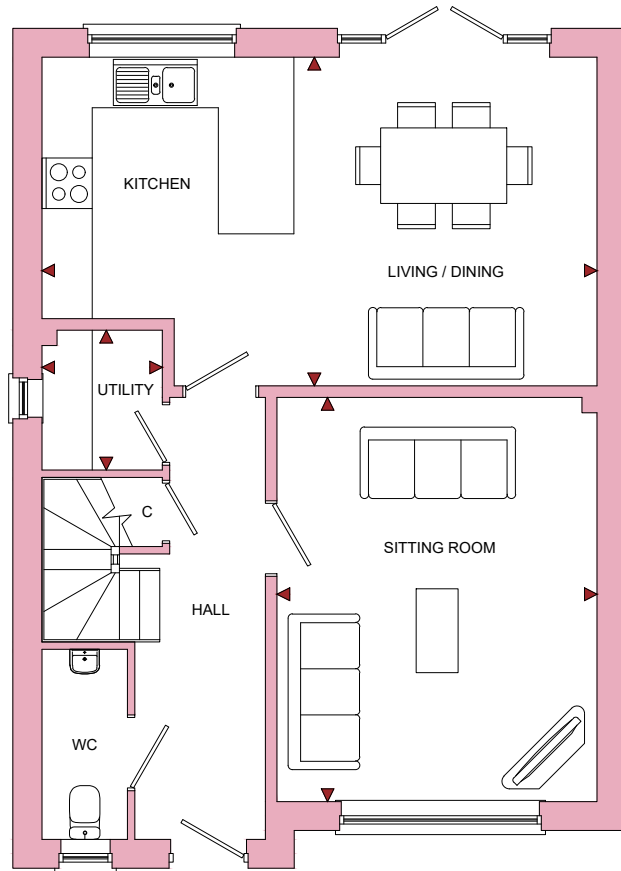 KITCHEN
LIVING / DINING
UTILITY
C
SITTING ROOM
HALL
WC